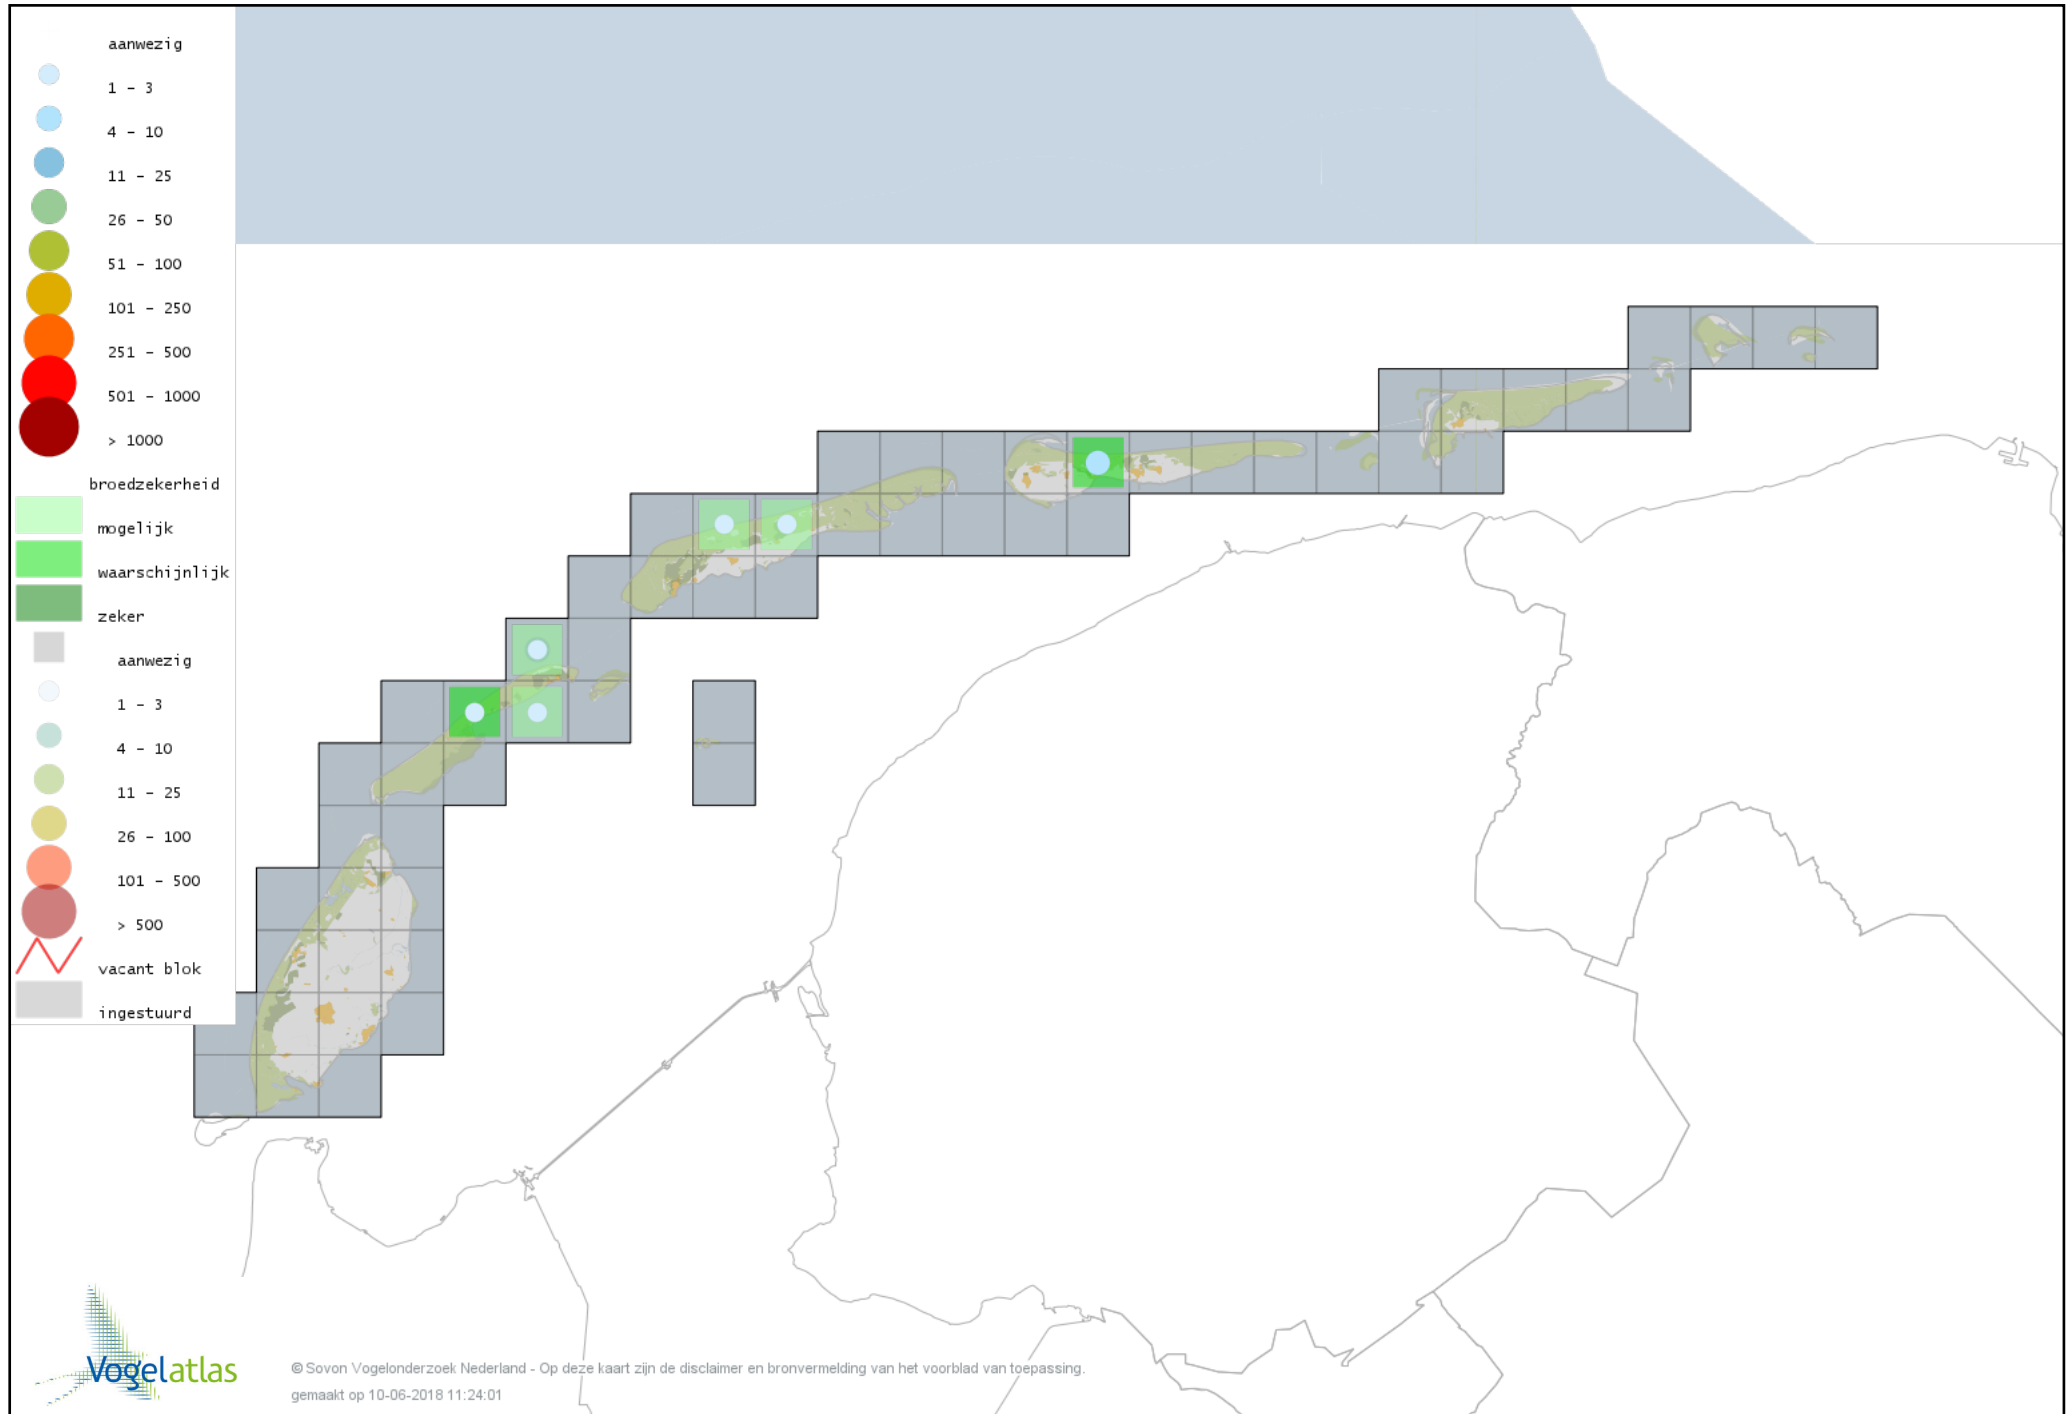 aanwezig
1 - 3
4 - 10
11 - 25
26 - 50
51 - 100
101 - 250
251 - 500
501 - 1000
> 1000
broedzekerheid
mogelijk
waarschijnlijk
zeker
aanwezig
1 - 3
4 - 10
11 - 25
26 - 100
101 - 500
> 500
vacant blok
ingestuurd
Vogelatlas
© Sovon Vogelonderzoek Nederland - Op deze kaart zijn de disclaimer en bronvermelding van het voorblad van toepassing.
gemaakt op 10-06-2018 11:24:01